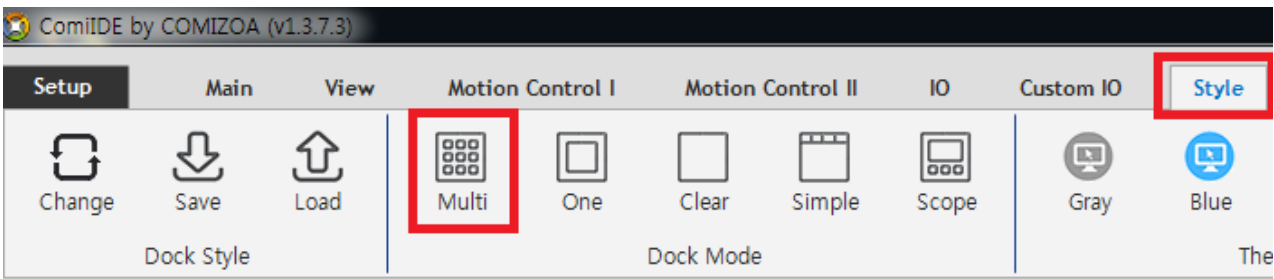 ComiIDE by COMIZOA (v1.3.7.3)
Setup Main View Motion Control I Motion Control II IO Custom IO Style
Change Save Load Multi One Clear Simple Scope Gray Blue
Dock Style Dock Mode The